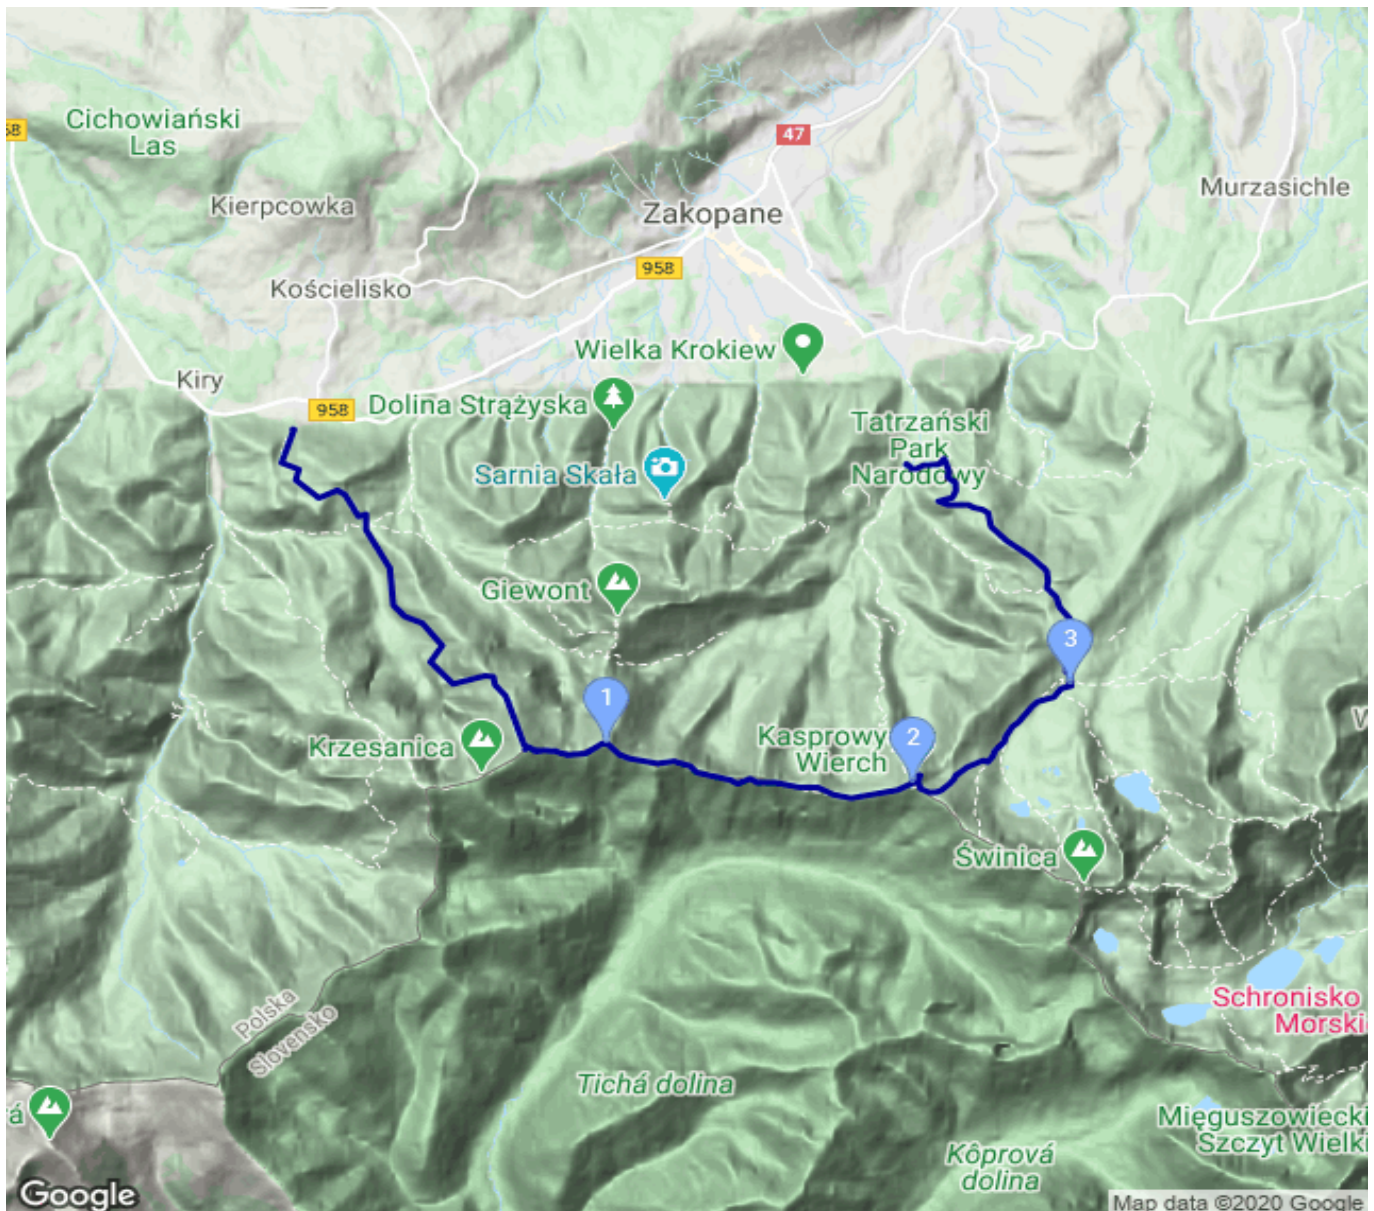 Cichowiański
Las
58
47
Murzasichle
Kierpcowka
Zakopane
958
Kościelisko
Wielka Krokiew
Kiry
958
Dolina Strążyska
Tatrzański
Park
Narodowy
Sarnia Skała
Giewont
3
1
Krzesanica
2
Kasprowy
Wierch
W
Świnica
Polska
Slovensko
Schronisko
Morskie
Tichá dolina
á
Mięguszowiecki
Szczyt Wielki
Kôprová
dolina
Google
Map data ©2020 Google